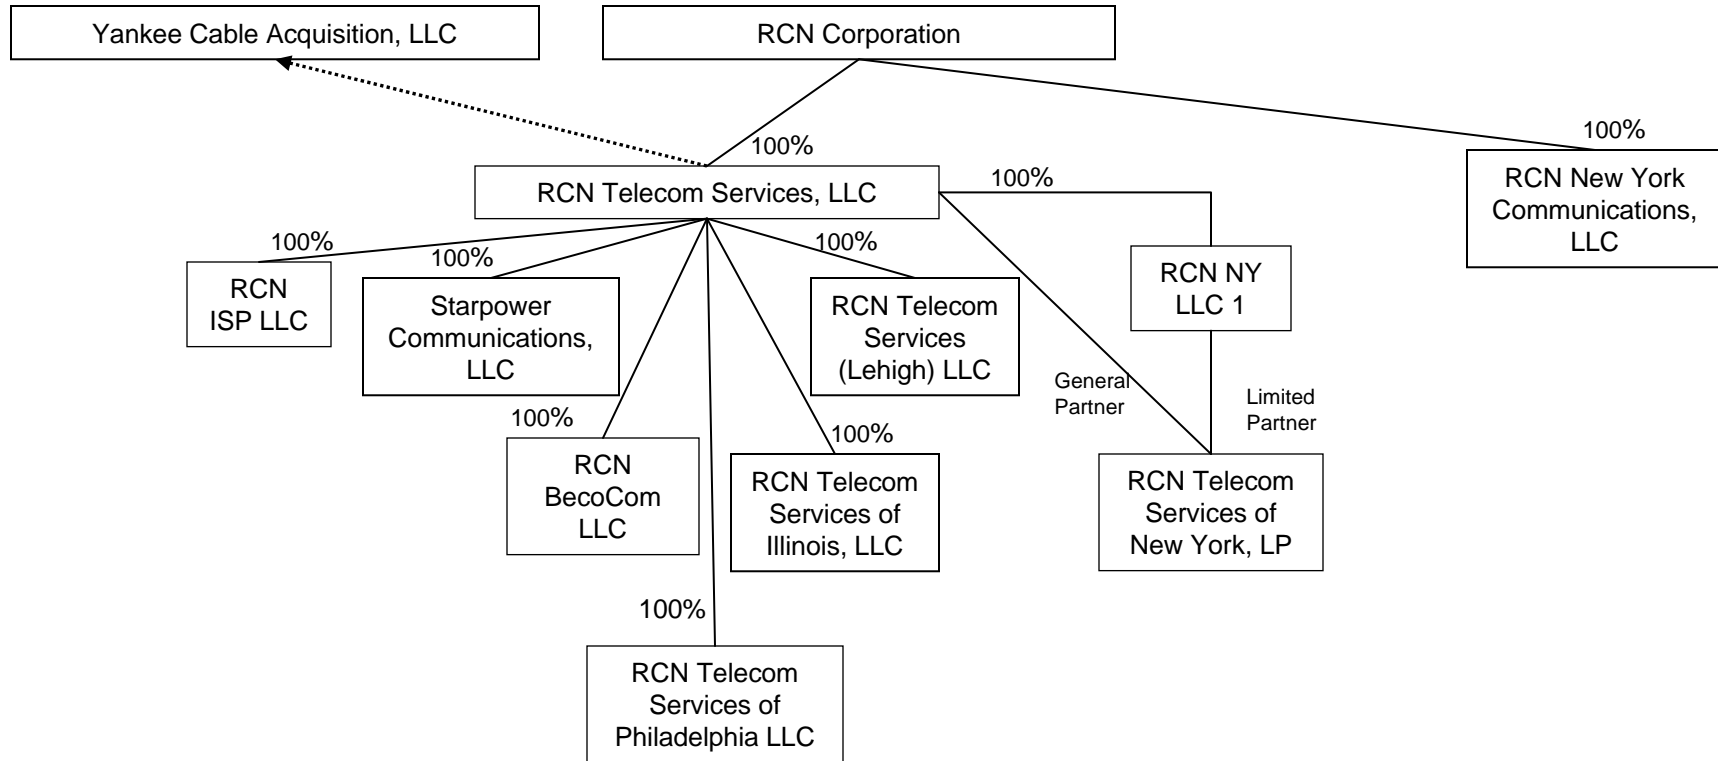 Yankee Cable Acquisition, LLC
RCN Corporation
100%
100%
RCN Telecom Services, LLC
100%
RCN New York
Communications,
LLC
100%
100%
100%
RCN
ISP LLC
Starpower
Communications,
LLC
RCN Telecom
Services
(Lehigh) LLC
RCN NY
LLC 1
General
Partner
Limited
Partner
100%
100%
RCN
BecoCom
LLC
RCN Telecom
Services of
Illinois, LLC
RCN Telecom
Services of
New York, LP
100%
RCN Telecom
Services of
Philadelphia LLC